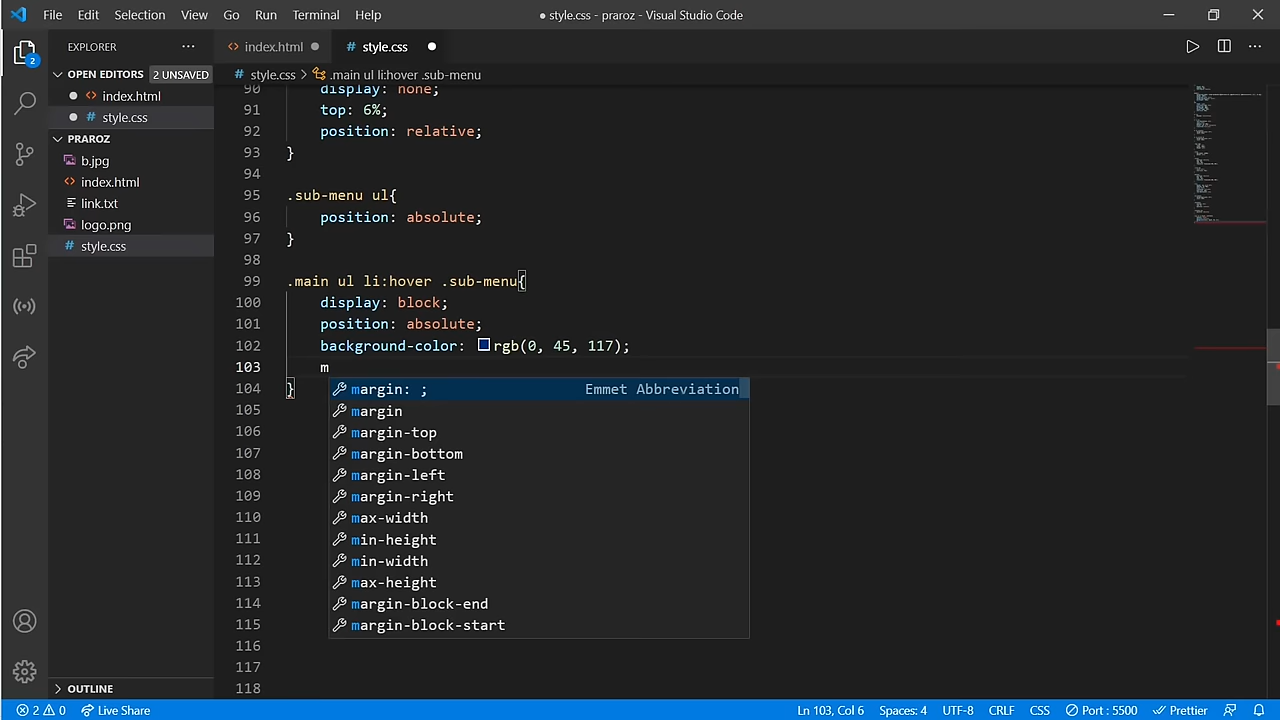 File Edit Selection View Go Run Terminal Help ● style.css - praroz - Visual Studio Code
EXPLORER ...
index.html ●
# style.css ●
2
OPEN EDITORS 2 UNSAVED
● index.html
● # style.css
PRAROZ
b.jpg
index.html
link.txt
logo.png
# style.css
OUTLINE
# style.css > .main ul li:hover .sub-menu
90 display: none;
91 top: 6%;
92 position: relative;
93 }
94
95 .sub-menu ul{
96 position: absolute;
97 }
98
99 .main ul li:hover .sub-menu{
100 display: block;
101 position: absolute;
102 background-color: rgb(0, 45, 117);
103 m
104 } margin: ; Emmet Abbreviation
105 margin
106 margin-top
107 margin-bottom
108 margin-left
109 margin-right
110 max-width
111 min-height
112 min-width
113 max-height
114 margin-block-end
115 margin-block-start
116
117
118
2 0 Live Share Ln 103, Col 6 Spaces: 4 UTF-8 CRLF CSS Port : 5500 Prettier